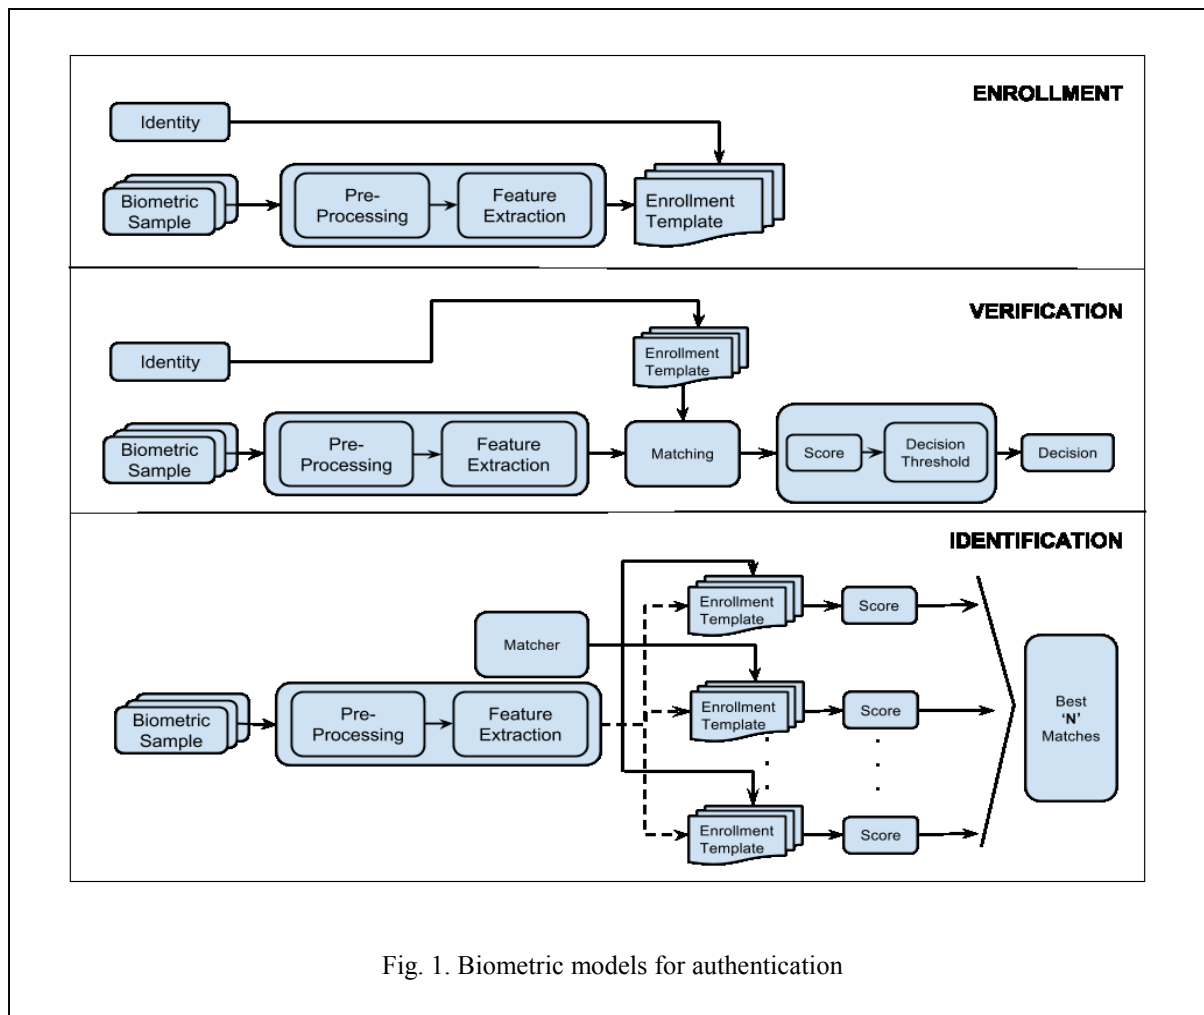 ENROLLMENT
Identity
Biometric
Sample
Pre-
Processing
Feature
Extraction
Enrollment
Template
VERIFICATION
Identity
Enrollment
Template
Biometric
Sample
Pre-
Processing
Feature
Extraction
Matching
Score
Decision
Threshold
Decision
IDENTIFICATION
Enrollment
Template
Score
Matcher
Biometric
Sample
Pre-
Processing
Feature
Extraction
Enrollment
Template
Score
Best
'N'
Matches
Enrollment
Template
Score
Fig. 1. Biometric models for authentication